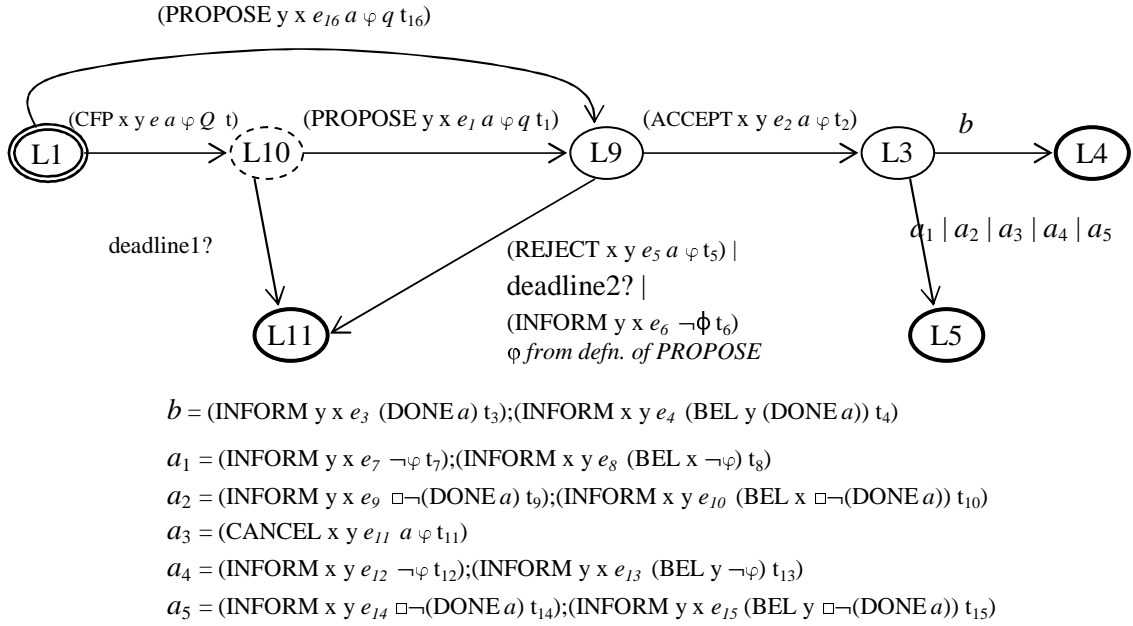 (PROPOSE y x e16 a φ q t16)
(CFP x y e a φ Q t)
(PROPOSE y x e1 a φ q t1)
(ACCEPT x y e2 a φ t2)
b
L1
L10
L9
L3
L4
deadline1?
(REJECT x y e5 a φ t5) |
deadline2? |
(INFORM y x e6 ¬ϕ t6)
φ from defn. of PROPOSE
a1 | a2 | a3 | a4 | a5
L11
L5
b = (INFORM y x e3 (DONE a) t3);(INFORM x y e4 (BEL y (DONE a)) t4)
a1 = (INFORM y x e7 ¬φ t7);(INFORM x y e8 (BEL x ¬φ) t8)
a2 = (INFORM y x e9 □¬(DONE a) t9);(INFORM x y e10 (BEL x □¬(DONE a)) t10)
a3 = (CANCEL x y e11 a φ t11)
a4 = (INFORM x y e12 ¬φ t12);(INFORM y x e13 (BEL y ¬φ) t13)
a5 = (INFORM x y e14 □¬(DONE a) t14);(INFORM y x e15 (BEL y □¬(DONE a)) t15)